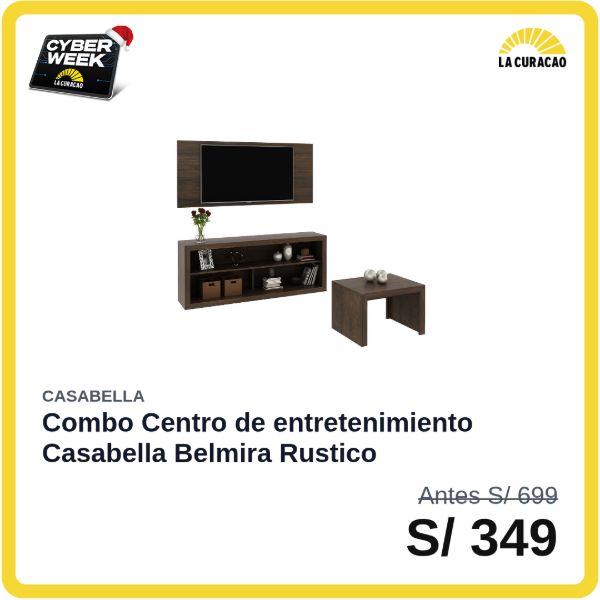 CYBER
WEEK
LA CURACAO
LA CURACAO
CASABELLA
Combo Centro de entretenimiento
Casabella Belmira Rustico
Antes S/ 699
S/ 349